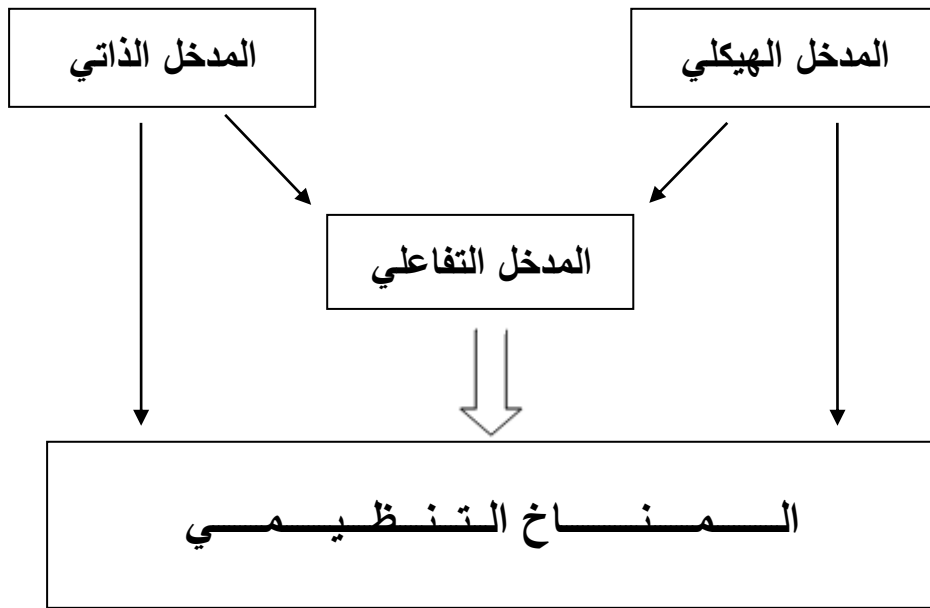 المدخل الهيكلي
المدخل الذاتي
المدخل التفاعلي
المناخ التنظيمي